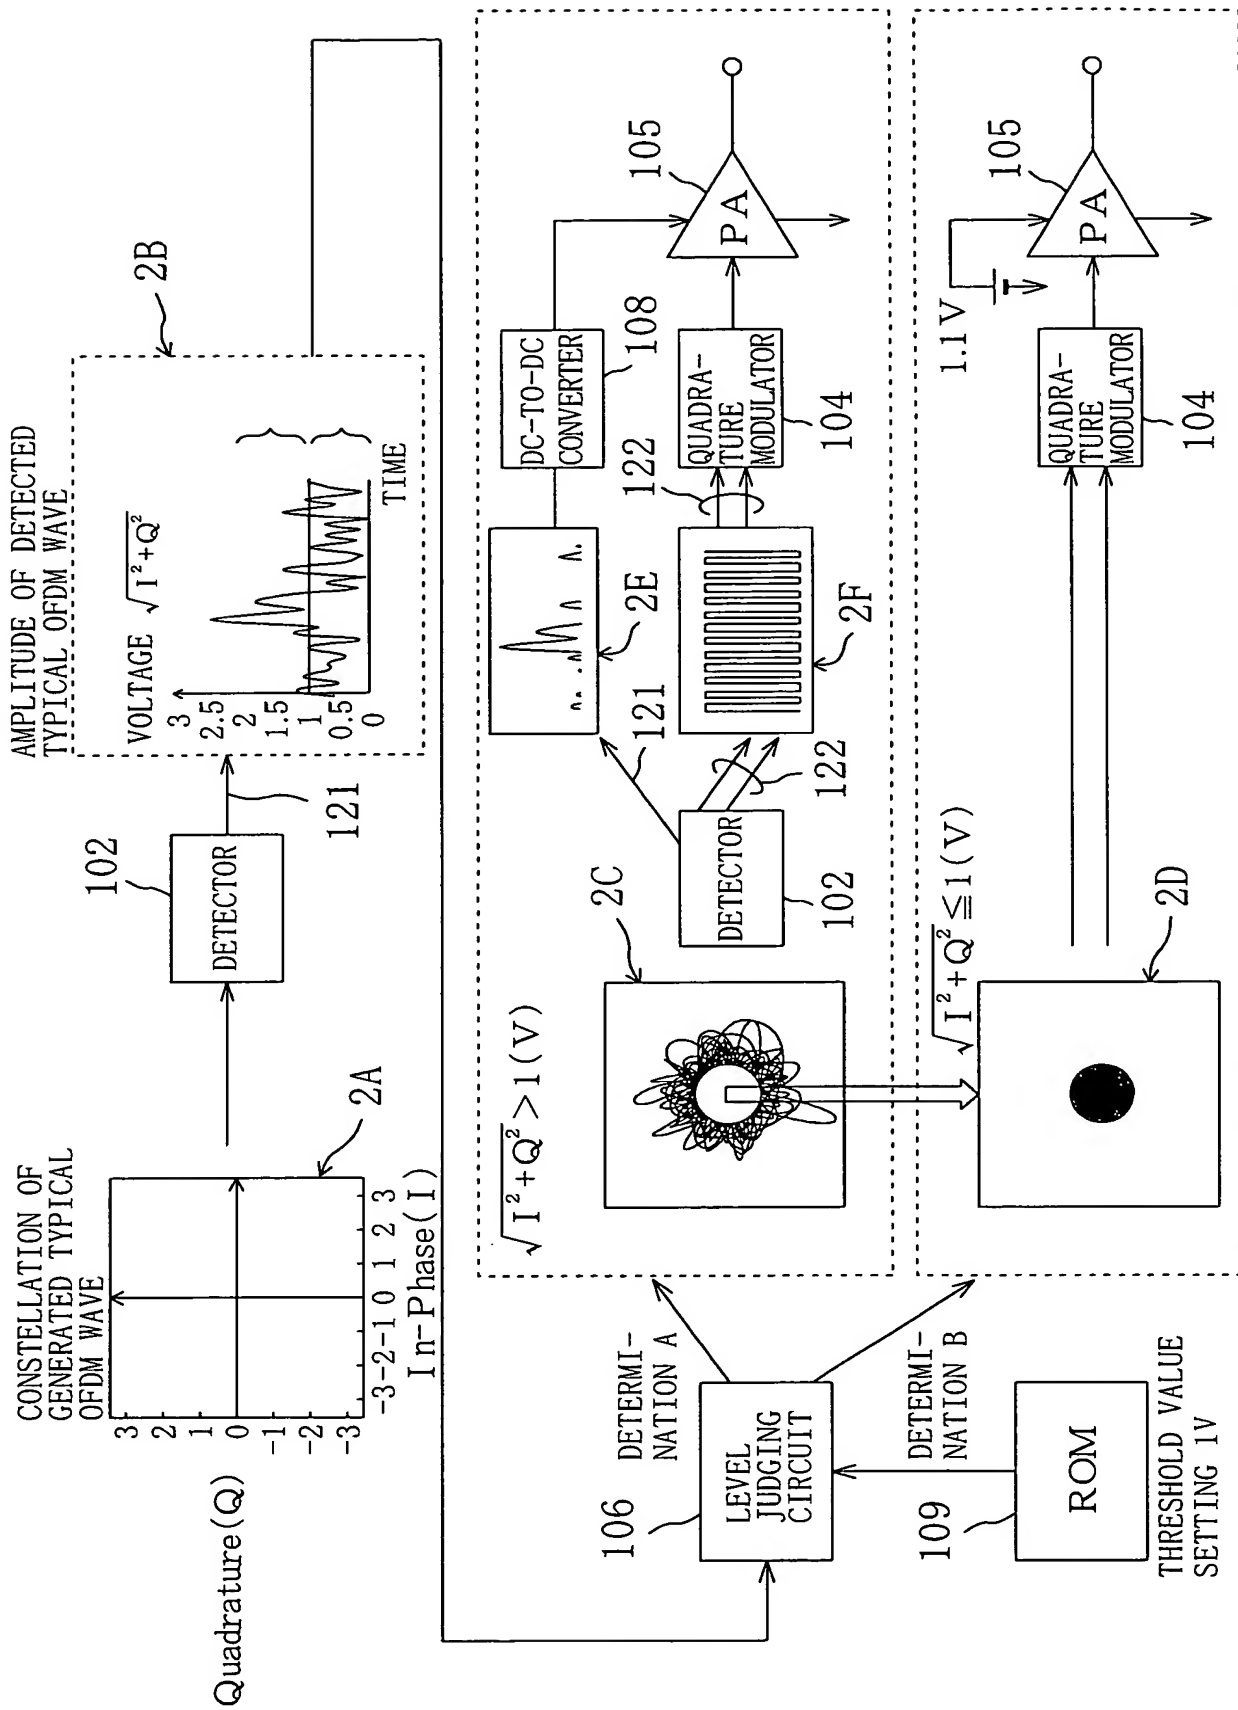 CONSTELLATION OF
GENERATED TYPICAL
OFDM WAVE
3
2
1
0
-1
-2
-3
Quadrature(Q)
-3 -2 -1 0 1 2 3
In-Phase(I)
2A
102
DETECTOR
121
AMPLITUDE OF DETECTED
TYPICAL OFDM WAVE
VOLTAGE √I²+Q²
3
2.5
2
1.5
1
0.5
0
TIME
2B
106
LEVEL
JUDGING
CIRCUIT
DETERMI-
NATION A
DETERMI-
NATION B
109
ROM
THRESHOLD VALUE
SETTING 1V
√I²+Q² > 1(V)
2C
DETECTOR
102
121
122
2E
2F
122
DC-TO-DC
CONVERTER
108
QUADRA-
TURE
MODULATOR
104
105
PA
√I²+Q² ≦ 1(V)
2D
QUADRA-
TURE
MODULATOR
104
1.1V
105
PA